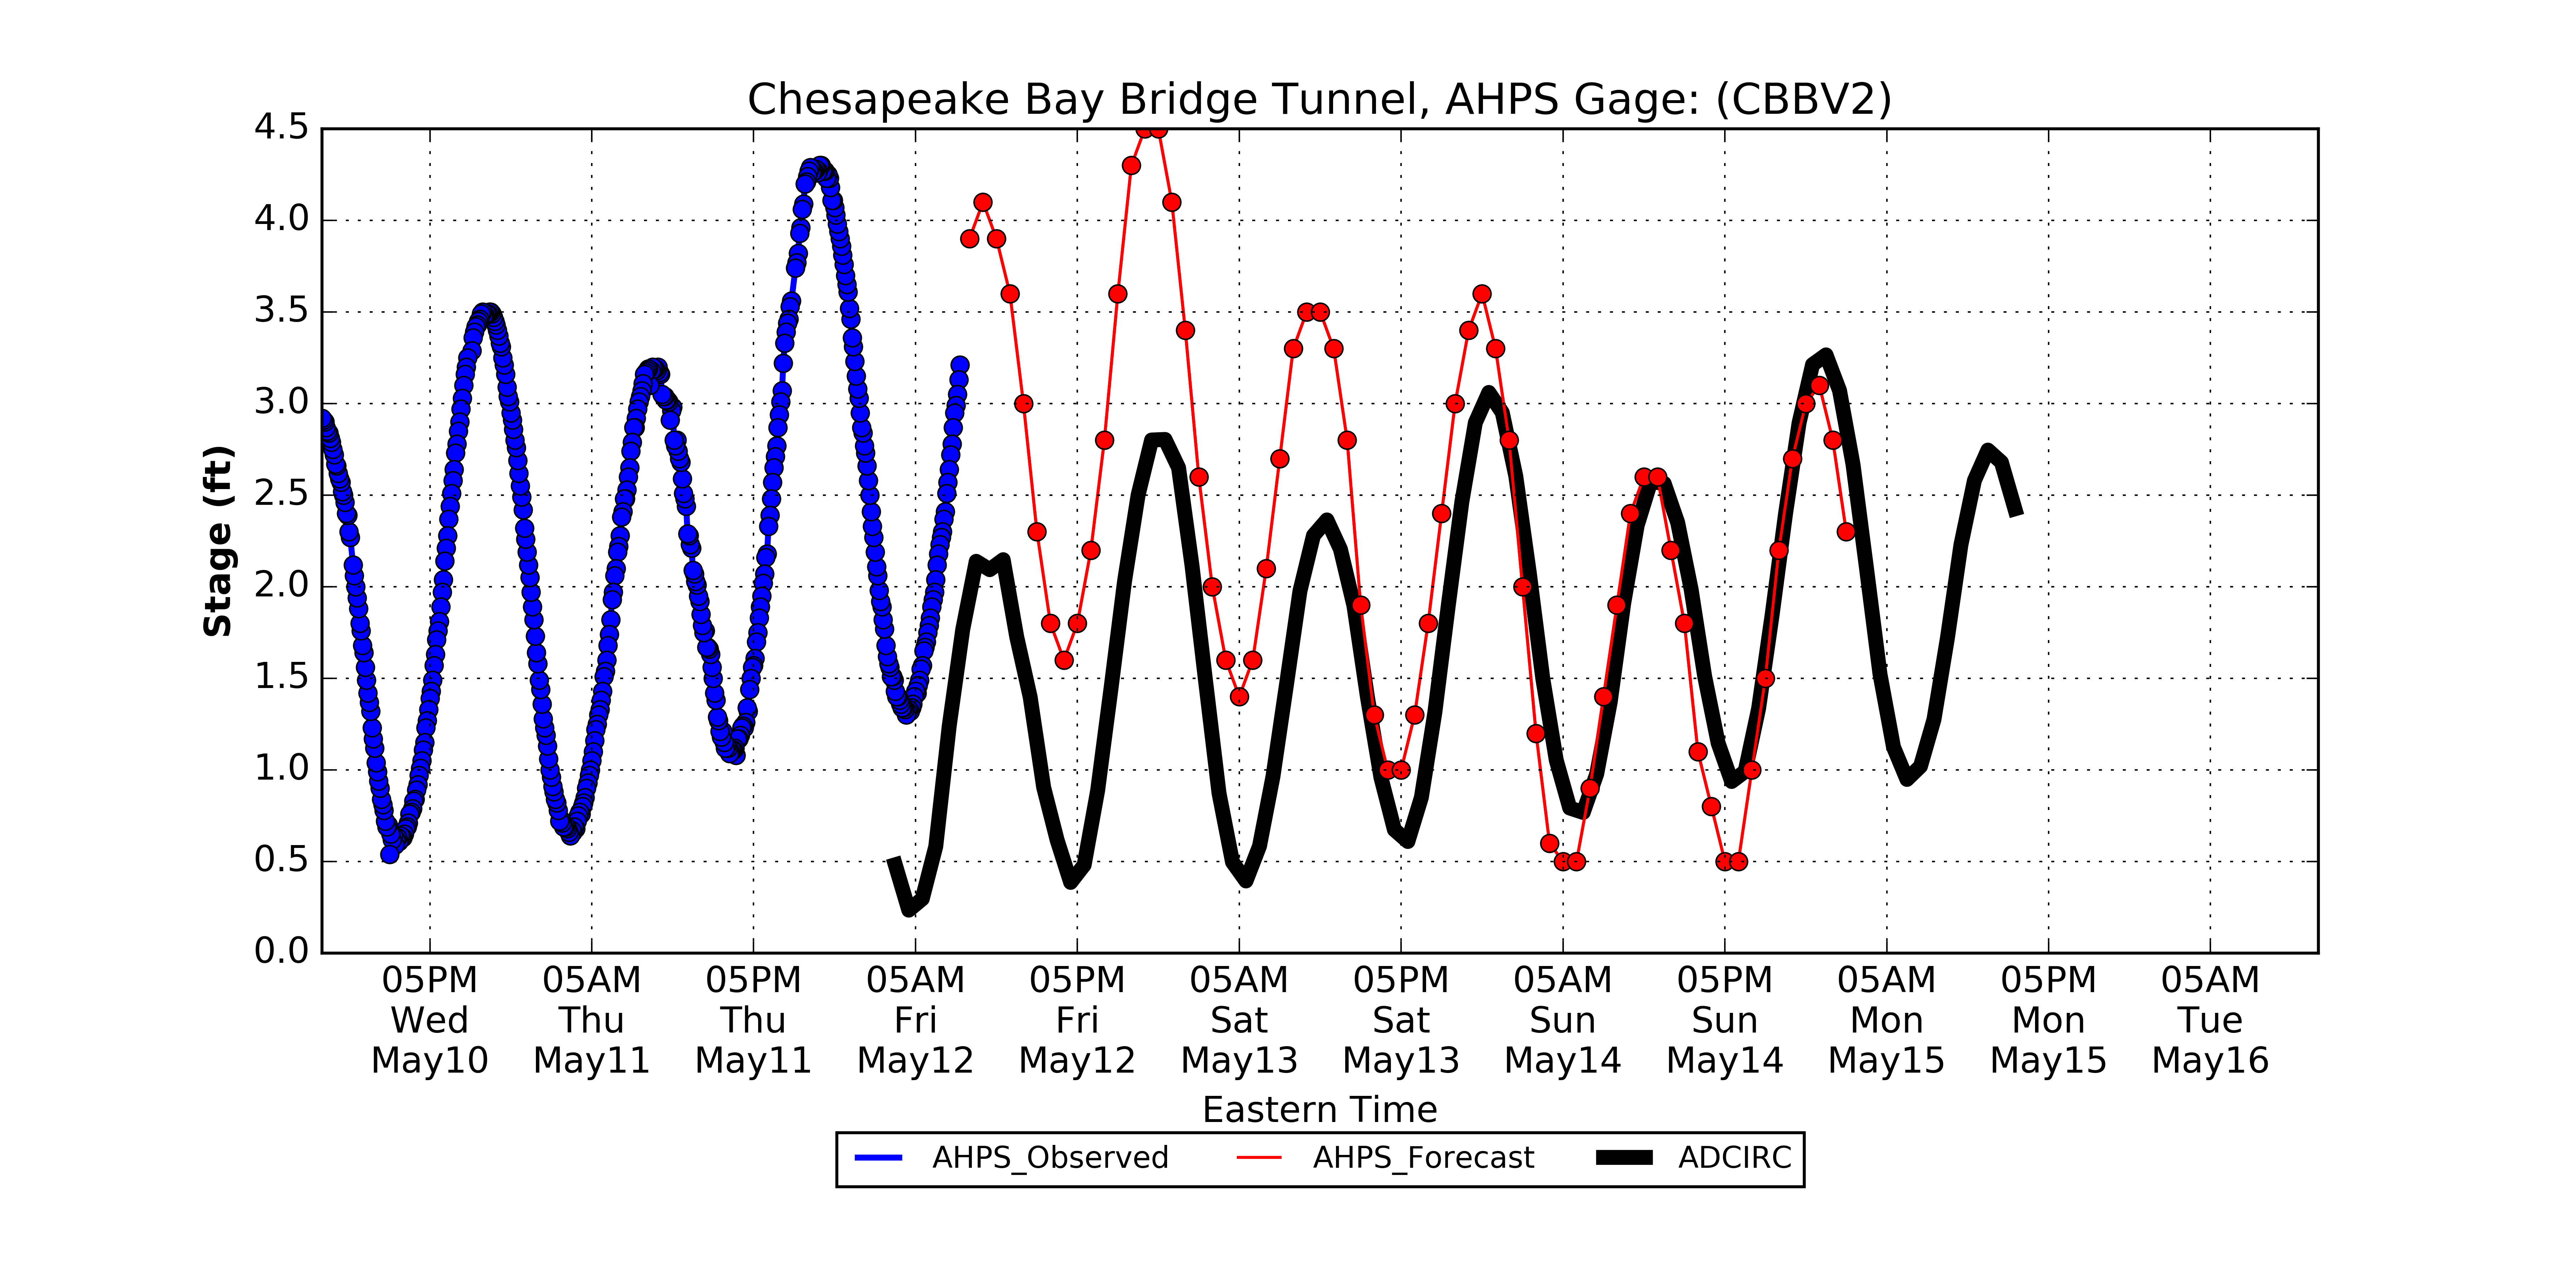 Chesapeake Bay Bridge Tunnel, AHPS Gage: (CBBV2)
4.5
4.0
3.5
3.0
2.5
2.0
1.5
1.0
0.5
0.0
Stage (ft)
05PM 05AM 05PM 05AM 05PM 05AM 05PM 05AM 05PM 05AM 05PM 05AM
Wed Thu Thu Fri Fri Sat Sat Sun Sun Mon Mon Tue
May10 May11 May11 May12 May12 May13 May13 May14 May14 May15 May15 May16
Eastern Time
AHPS_Observed AHPS_Forecast ADCIRC